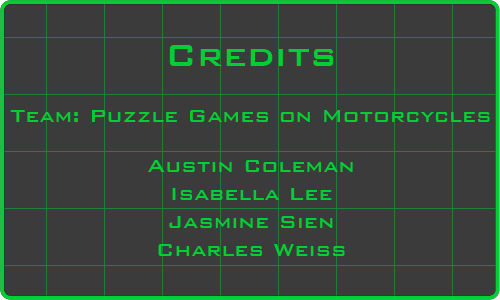 Credits
Team: Puzzle Games on Motorcycles
Austin Coleman
Isabella Lee
Jasmine Sien
Charles Weiss